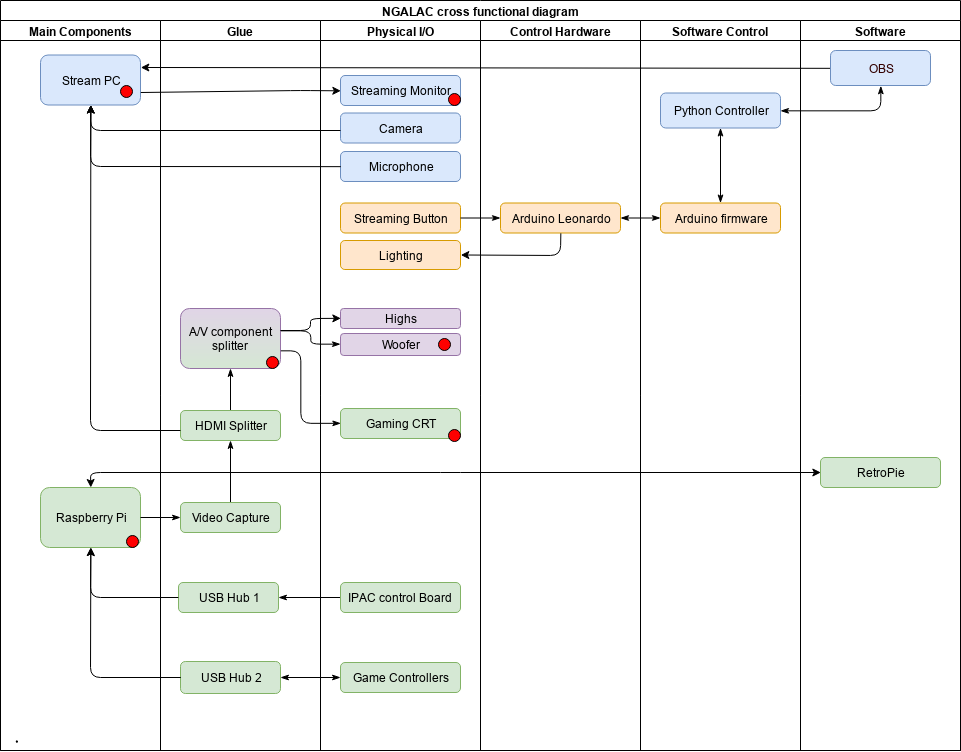 NGALAC cross functional diagram
Main Components
Glue
Physical I/O
Control Hardware
Software Control
Software
Stream PC
Streaming Monitor
OBS
Python Controller
Camera
Microphone
Streaming Button
Arduino Leonardo
Arduino firmware
Lighting
A/V component
splitter
Highs
Woofer
HDMI Splitter
Gaming CRT
RetroPie
Raspberry Pi
Video Capture
USB Hub 1
IPAC control Board
USB Hub 2
Game Controllers
.